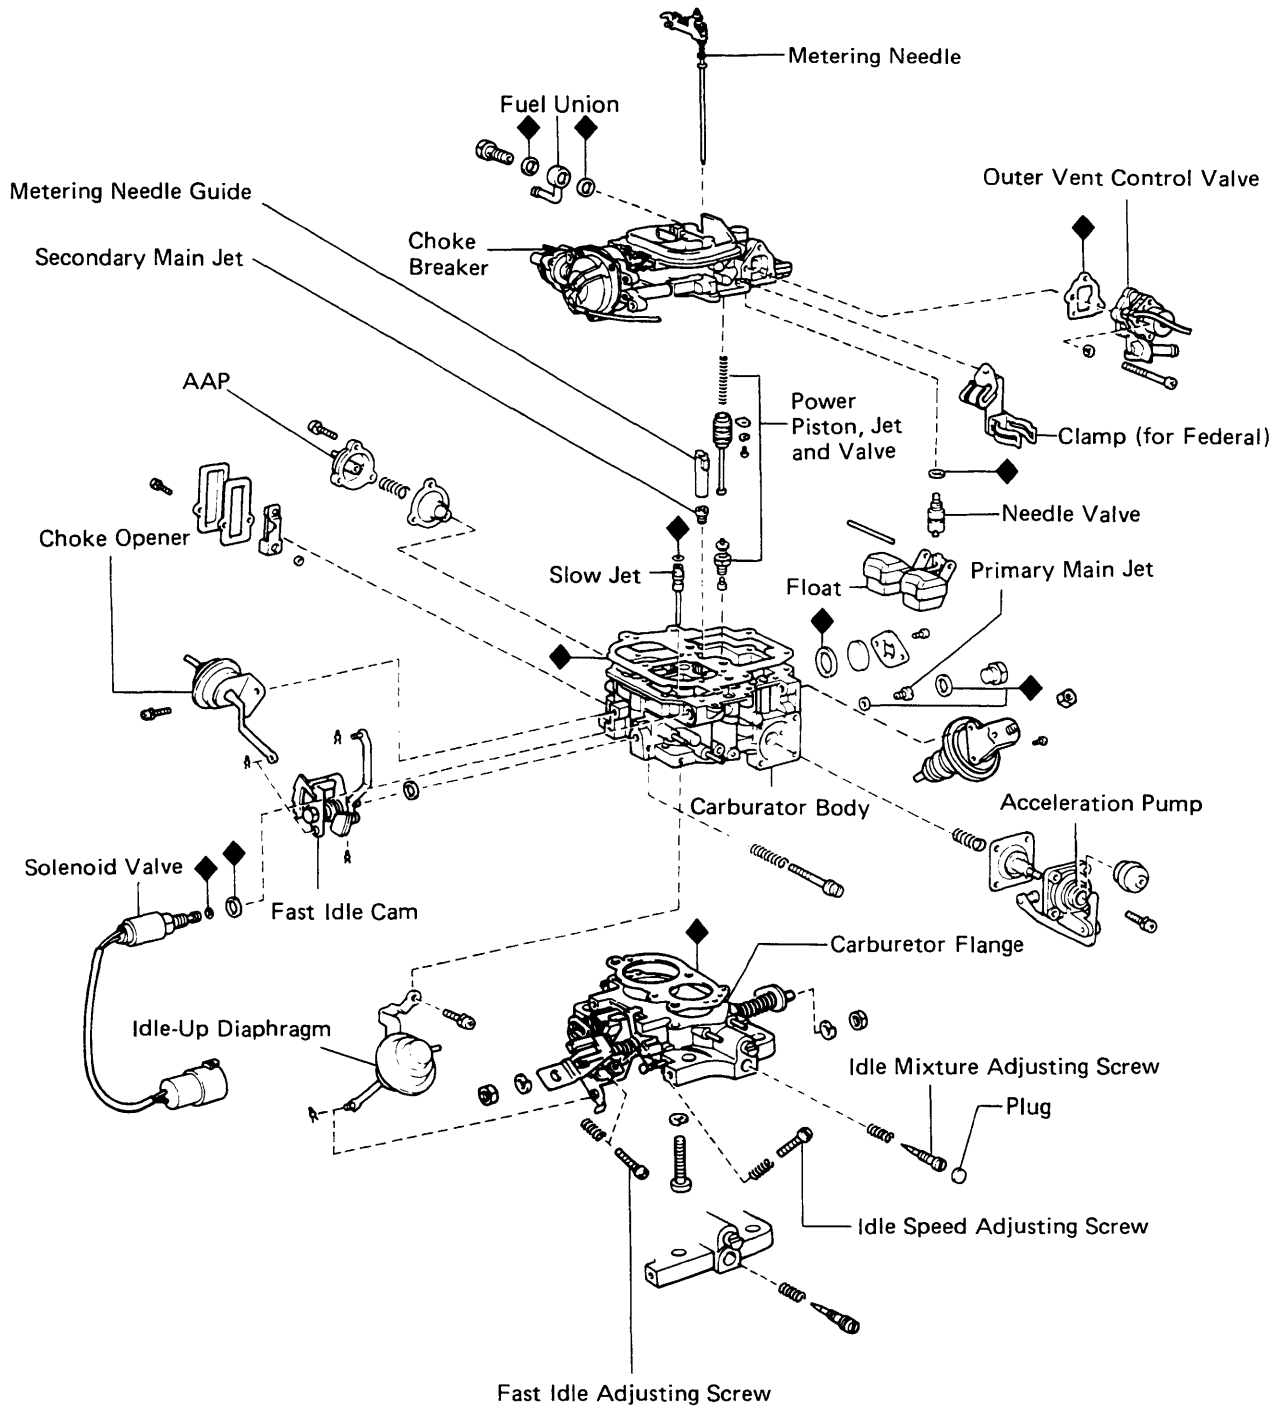 Metering Needle
Fuel Union
Outer Vent Control Valve
Metering Needle Guide
Choke
Breaker
Secondary Main Jet
AAP
Power
Piston, Jet
and Valve
Clamp (for Federal)
Needle Valve
Choke Opener
Slow Jet
Float
Primary Main Jet
Carburator Body
Acceleration Pump
Solenoid Valve
Fast Idle Cam
Carburetor Flange
Idle-Up Diaphragm
Idle Mixture Adjusting Screw
Plug
Idle Speed Adjusting Screw
Fast Idle Adjusting Screw